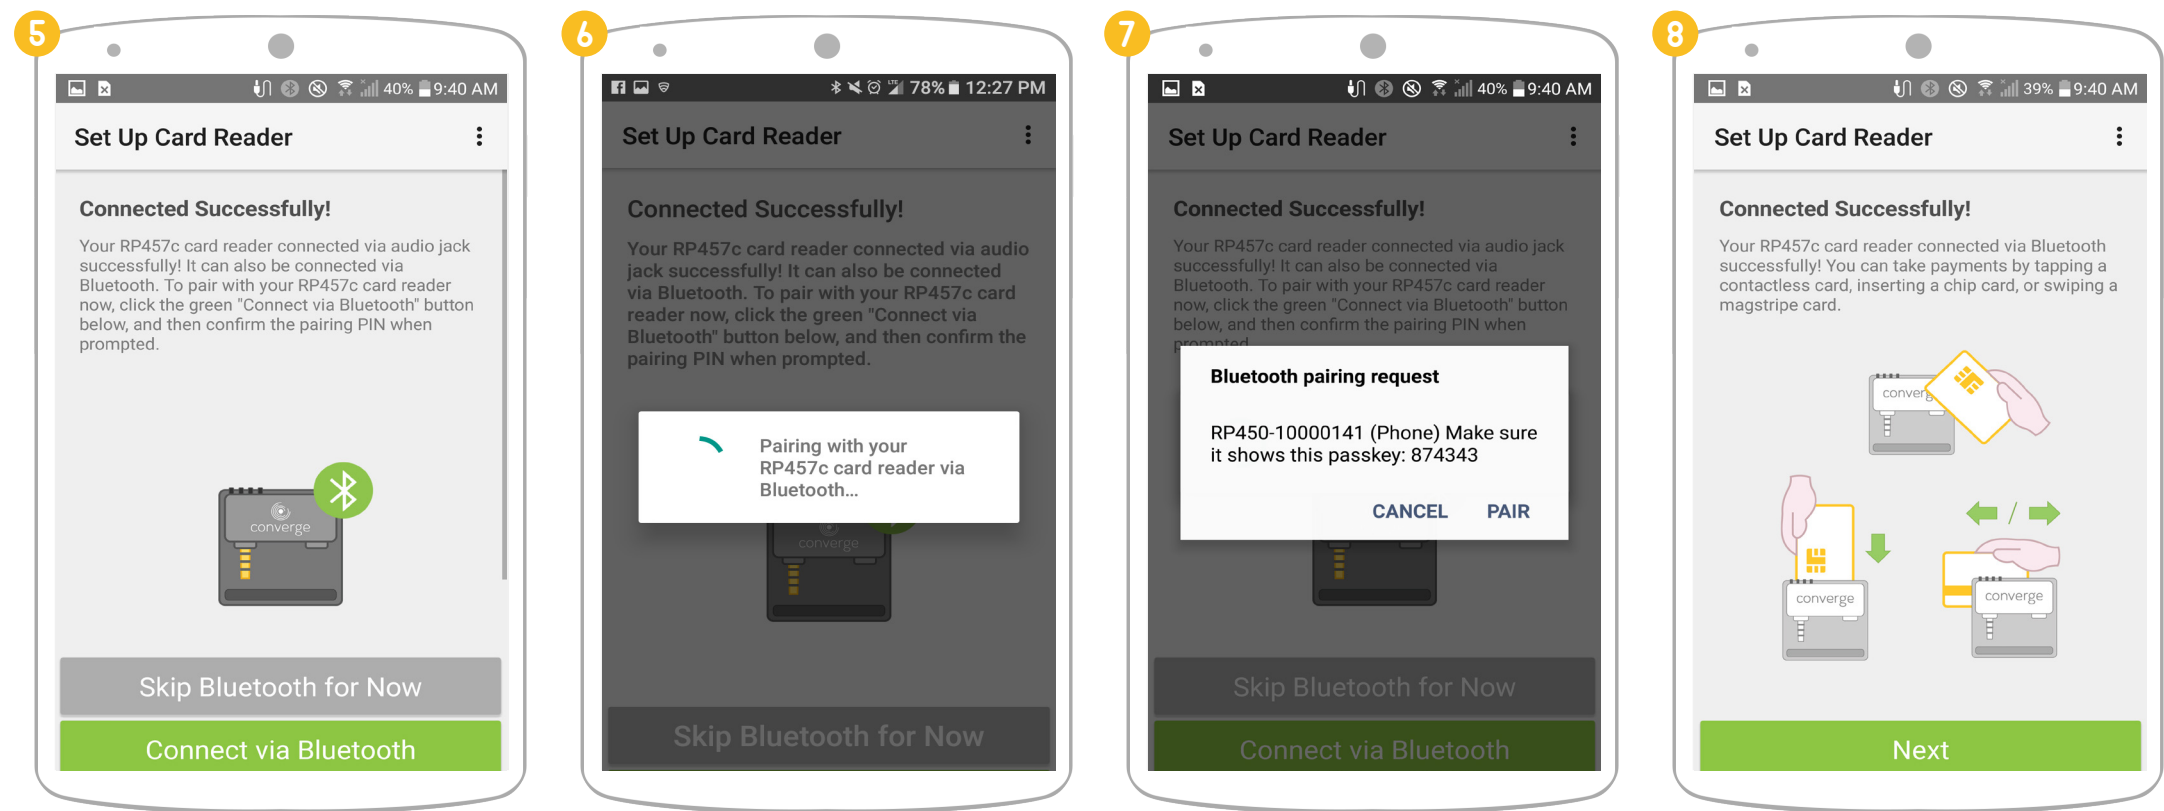 5
40% 9:40 AM
Set Up Card Reader
Connected Successfully!
Your RP457c card reader connected via audio jack
successfully! It can also be connected via
Bluetooth. To pair with your RP457c card reader
now, click the green "Connect via Bluetooth" button
below, and then confirm the pairing PIN when
prompted.
converge
Skip Bluetooth for Now
Connect via Bluetooth
6
LTE 78% 12:27 PM
Set Up Card Reader
Connected Successfully!
Your RP457c card reader connected via audio
jack successfully! It can also be connected
via Bluetooth. To pair with your RP457c card
reader now, click the green "Connect via
Bluetooth" button below, and then confirm the
pairing PIN when prompted.
Pairing with your
RP457c card reader via
Bluetooth...
converge
Skip Bluetooth for Now
7
40% 9:40 AM
Set Up Card Reader
Connected Successfully!
Your RP457c card reader connected via audio jack
successfully! It can also be connected via
Bluetooth. To pair with your RP457c card reader
now, click the green "Connect via Bluetooth" button
below, and then confirm the pairing PIN when
prompted.
Bluetooth pairing request
RP450-10000141 (Phone) Make sure
it shows this passkey: 874343
CANCEL PAIR
Skip Bluetooth for Now
Connect via Bluetooth
8
39% 9:40 AM
Set Up Card Reader
Connected Successfully!
Your RP457c card reader connected via Bluetooth
successfully! You can take payments by tapping a
contactless card, inserting a chip card, or swiping a
magstripe card.
converg
/
converge
converge
Next